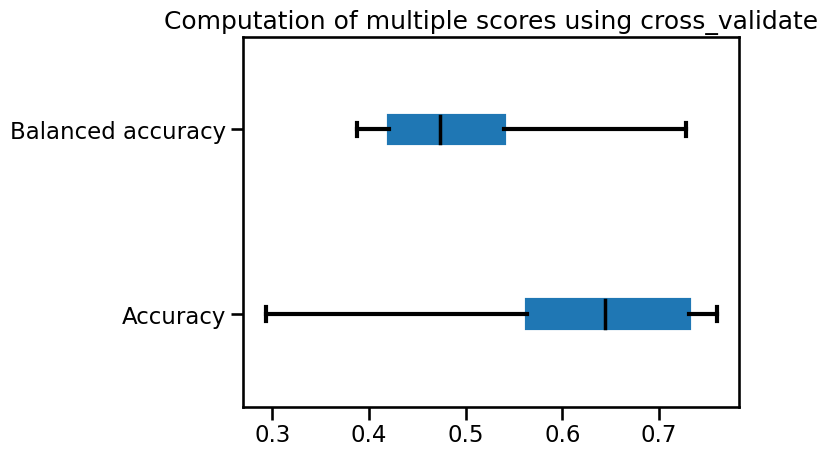 Computation of multiple scores using cross_validate
Balanced accuracy
Accuracy
0.3 0.4 0.5 0.6 0.7